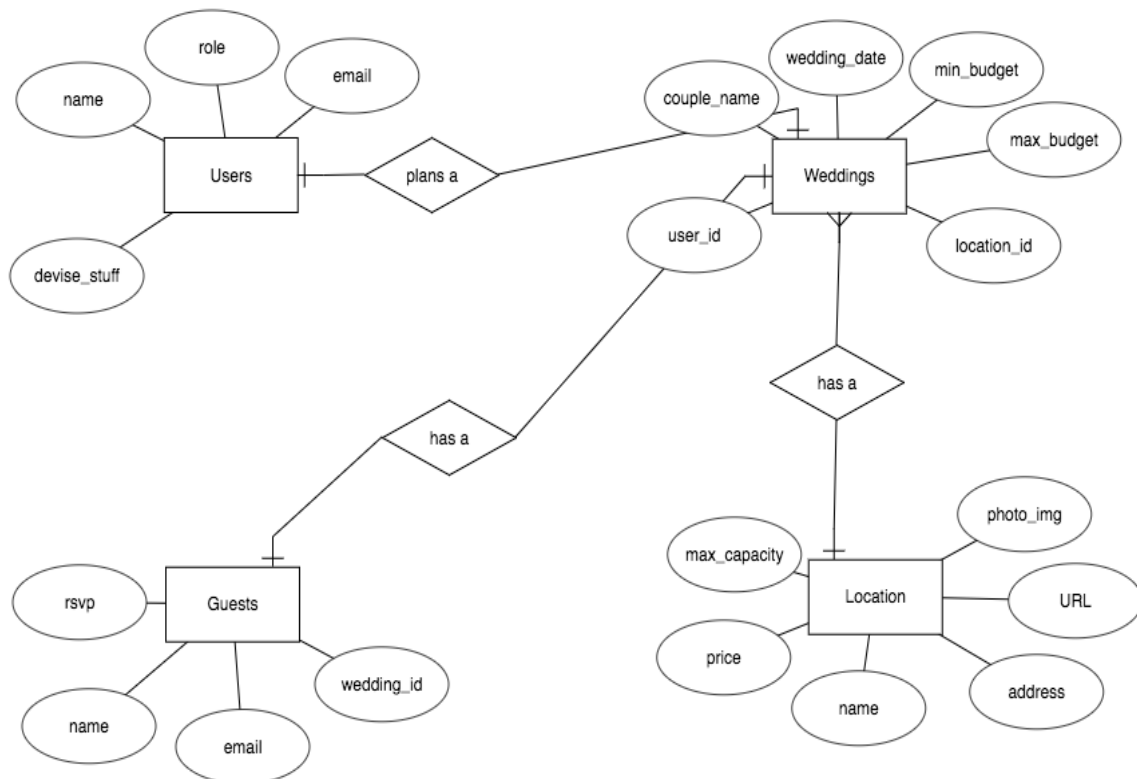 role
wedding_date
email
min_budget
name
couple_name
max_budget
Users
plans a
Weddings
user_id
location_id
devise_stuff
has a
has a
photo_img
max_capacity
rsvp
Guests
Location
URL
price
wedding_id
address
name
name
email